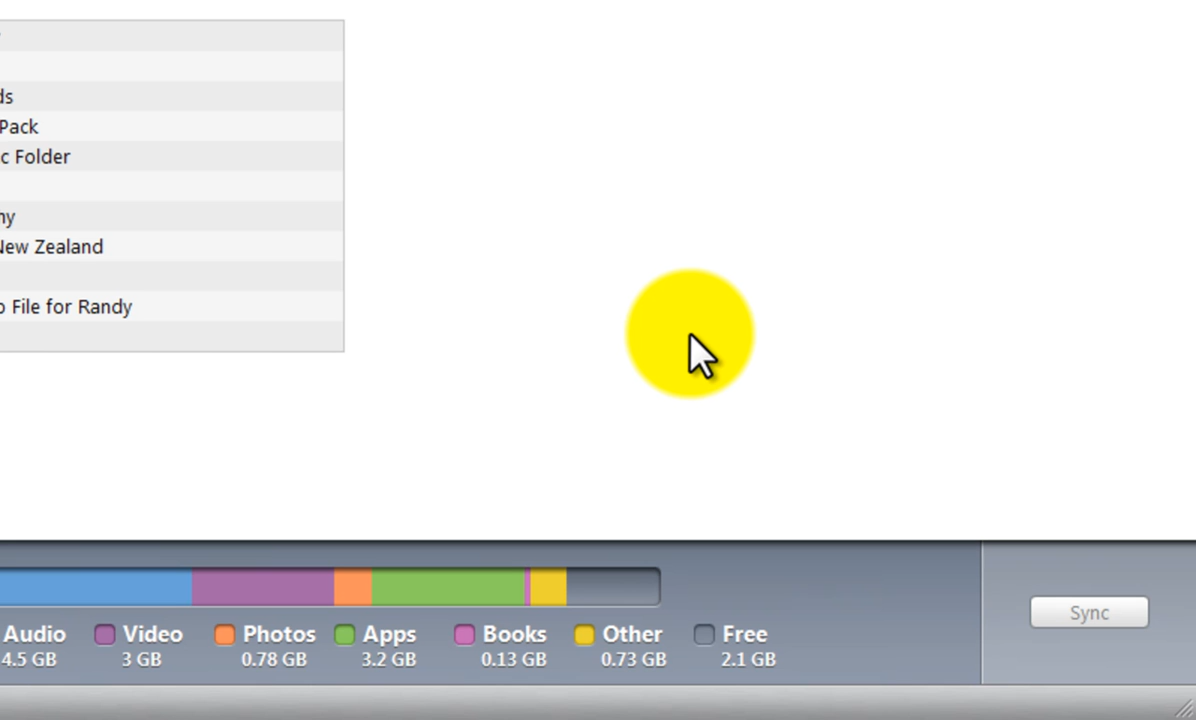 ds
Pack
c Folder
ny
New Zealand
o File for Randy
Audio Video Photos Apps Books Other Free
4.5 GB 3 GB 0.78 GB 3.2 GB 0.13 GB 0.73 GB 2.1 GB
Sync